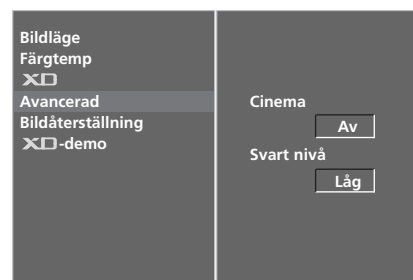 Bildläge
Färgtemp
XD
Avancerad
Bildåterställning
XD-demo
Cinema
Av
Svart nivå
Låg